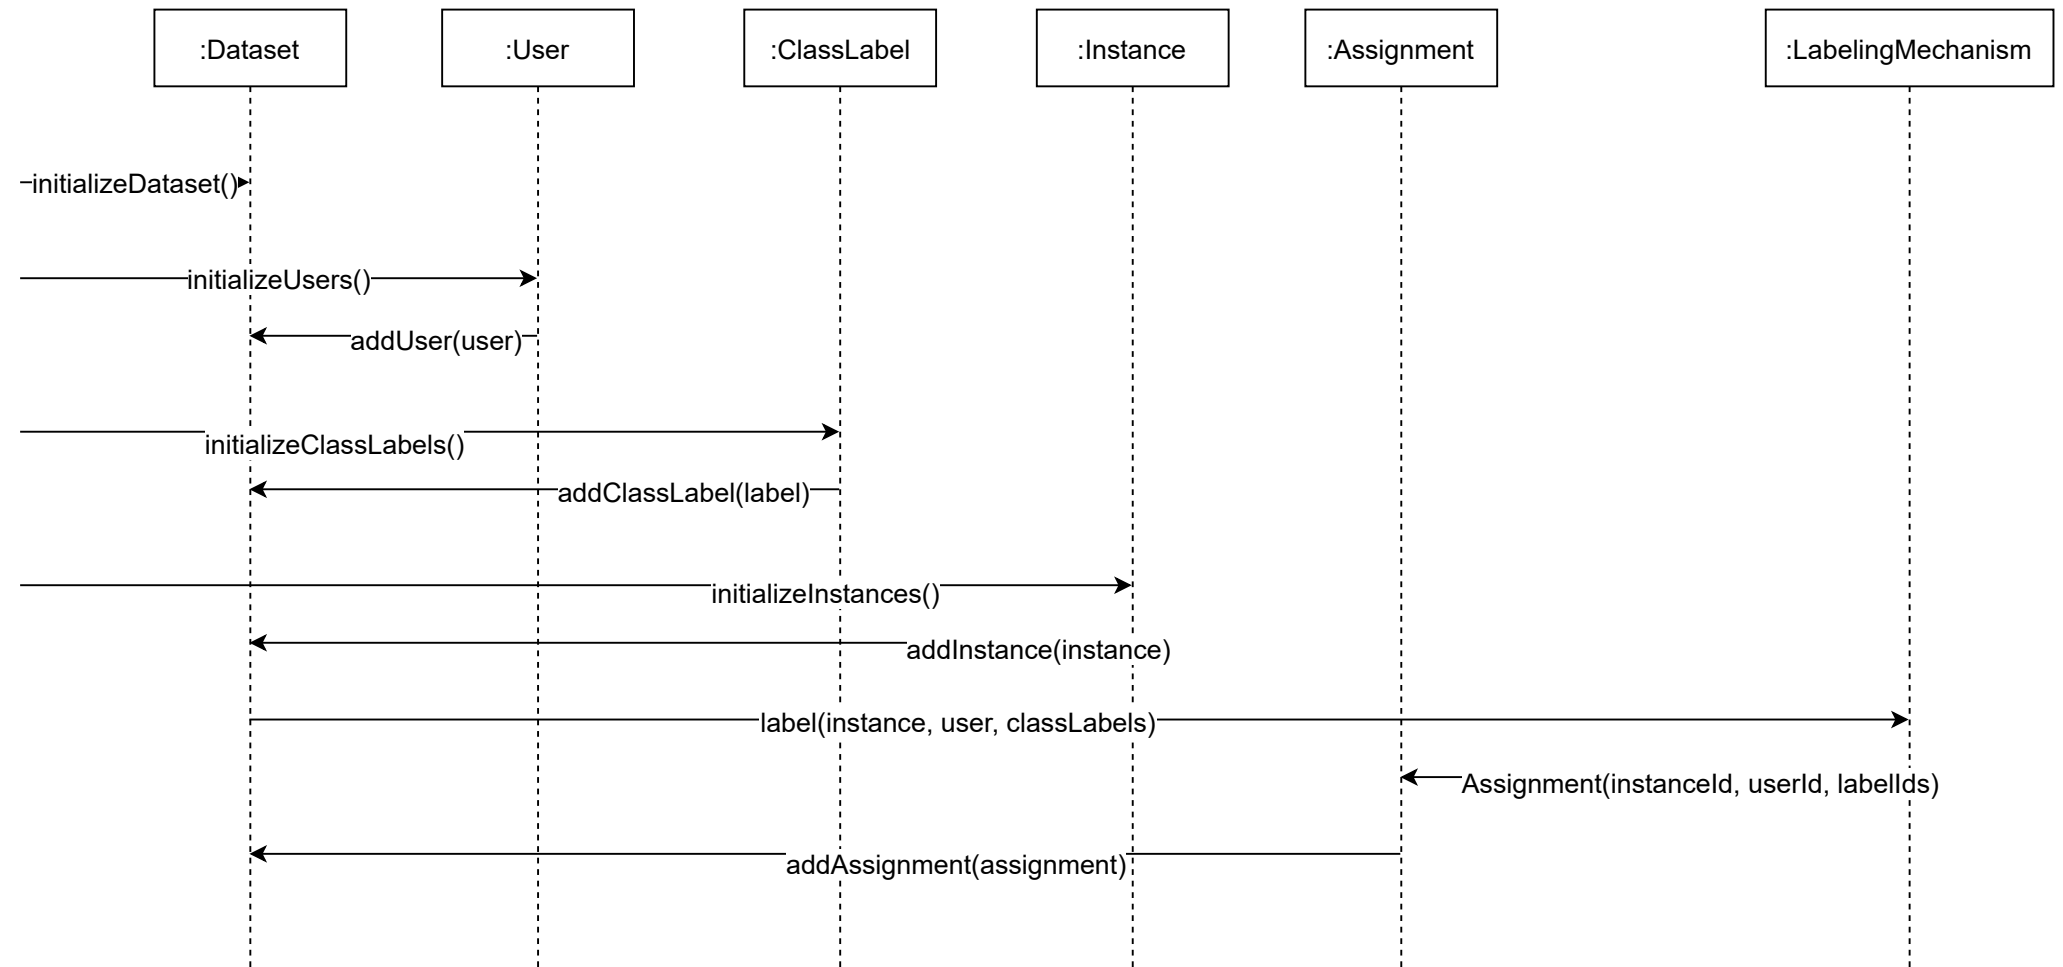 :Dataset
:User
:ClassLabel
:Instance
:Assignment
:LabelingMechanism
initializeDataset()
initializeUsers()
addUser(user)
initializeClassLabels()
addClassLabel(label)
initializeInstances()
addInstance(instance)
label(instance, user, classLabels)
Assignment(instanceId, userId, labelIds)
addAssignment(assignment)